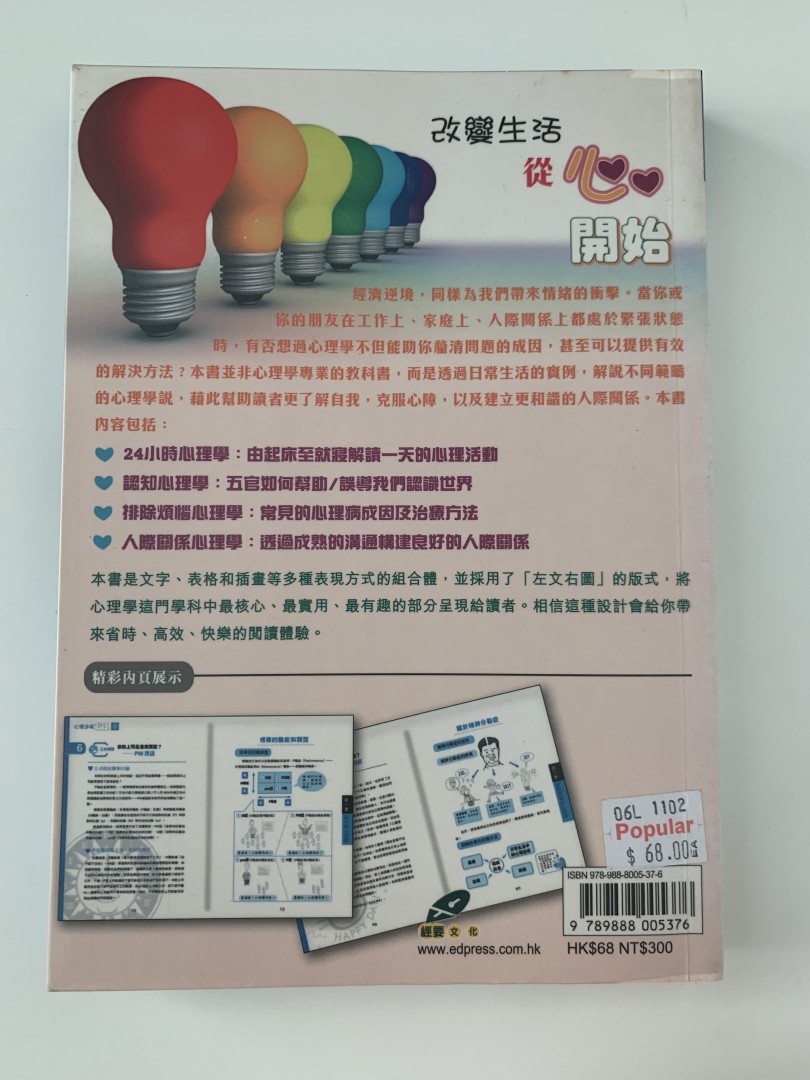 改變生活
從心
開始
經濟逆境，同樣為我們帶來情緒的衝擊。當你或
你的朋友在工作上、家庭上、人際關係上都處於緊張狀態
時，有否想過心理學不但能助你釐清問題的成因，甚至可以提供有效
的解決方法？本書並非心理學專業的教科書，而是透過日常生活的實例，解說不同範疇
的心理學說，藉此幫助讀者更了解自我，克服心障，以及建立更和諧的人際關係。本書
內容包括：
24小時心理學：由起床至就寢解讀一天的心理活動
認知心理學：五官如何幫助/誤導我們認識世界
排除煩惱心理學：常見的心理病成因及治療方法
人際關係心理學：透過成熟的溝通構建良好的人際關係
本書是文字、表格和插畫等多種表現方式的組合體，並採用了「左文右圖」的版式，將
心理學這門學科中最核心、最實用、最有趣的部分呈現給讀者。相信這種設計會給你帶
來省時、高效、快樂的閱讀體驗。
精彩內頁展示
領導的職能和類型
關於精神分裂症
6
HAPPY
06L 1102
Popular
$ 68.00
ISBN 978-988-8005-37-6
9 789888 005376
HK$68 NT$300
經要文化
www.edpress.com.hk